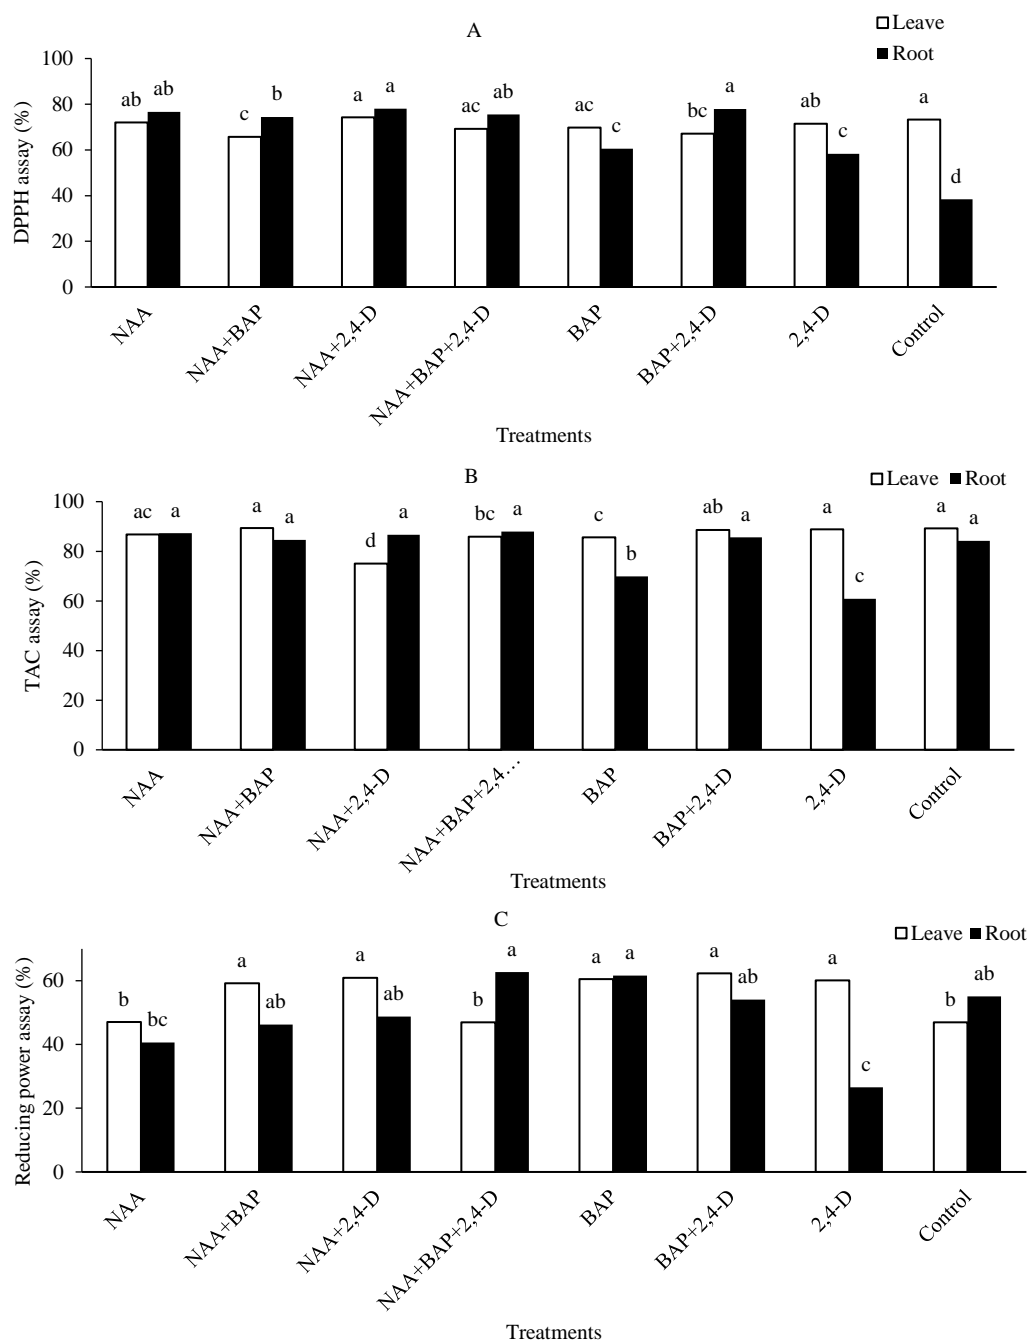 A
Leave
Root
DPPH assay (%)
100
80
60
40
20
0
ab ab c b a a ac ab ac c bc a ab c a d
NAA
NAA+BAP
NAA+2,4-D
NAA+BAP+2,4-D
BAP
BAP+2,4-D
2,4-D
Control
Treatments
B
Leave Root
TAC assay (%)
100
80
60
40
20
0
ac a a a d a bc a c b ab a a c a a
NAA
NAA+BAP
NAA+2,4-D
NAA+BAP+2,4…
BAP
BAP+2,4-D
2,4-D
Control
Treatments
C
Leave Root
Reducing power assay (%)
60
40
20
0
b bc a ab a ab b a a a a ab a c b ab
NAA
NAA+BAP
NAA+2,4-D
NAA+BAP+2,4-D
BAP
BAP+2,4-D
2,4-D
Control
Treatments